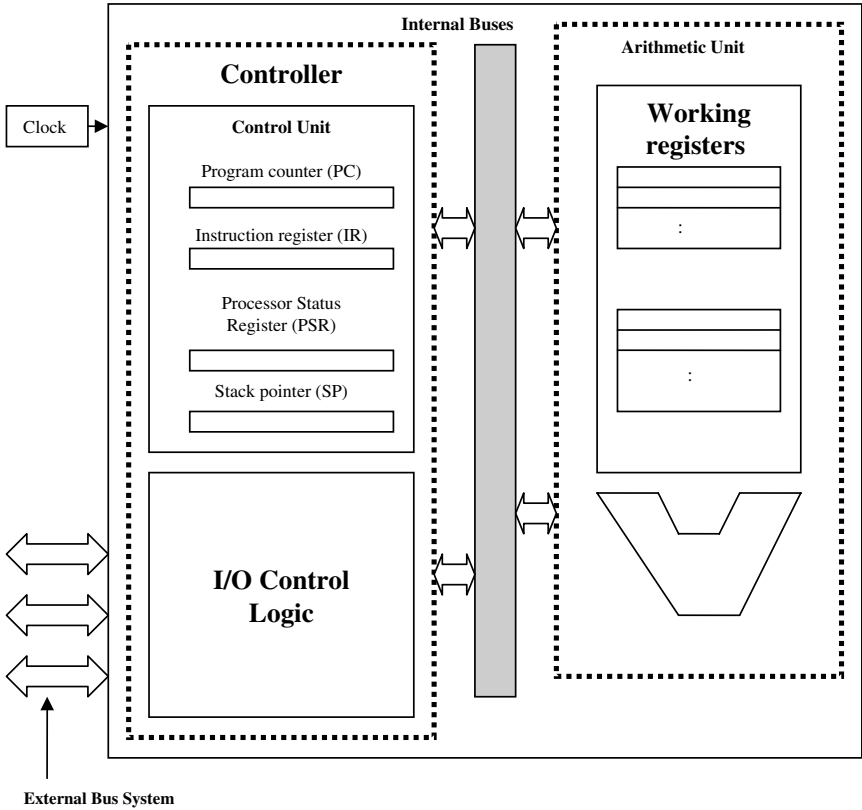 Internal Buses
Controller
Arithmetic Unit
Clock
Control Unit
Program counter (PC)
Instruction register (IR)
Processor Status
Register (PSR)
Stack pointer (SP)
Working
registers
:
:
I/O Control
Logic
External Bus System